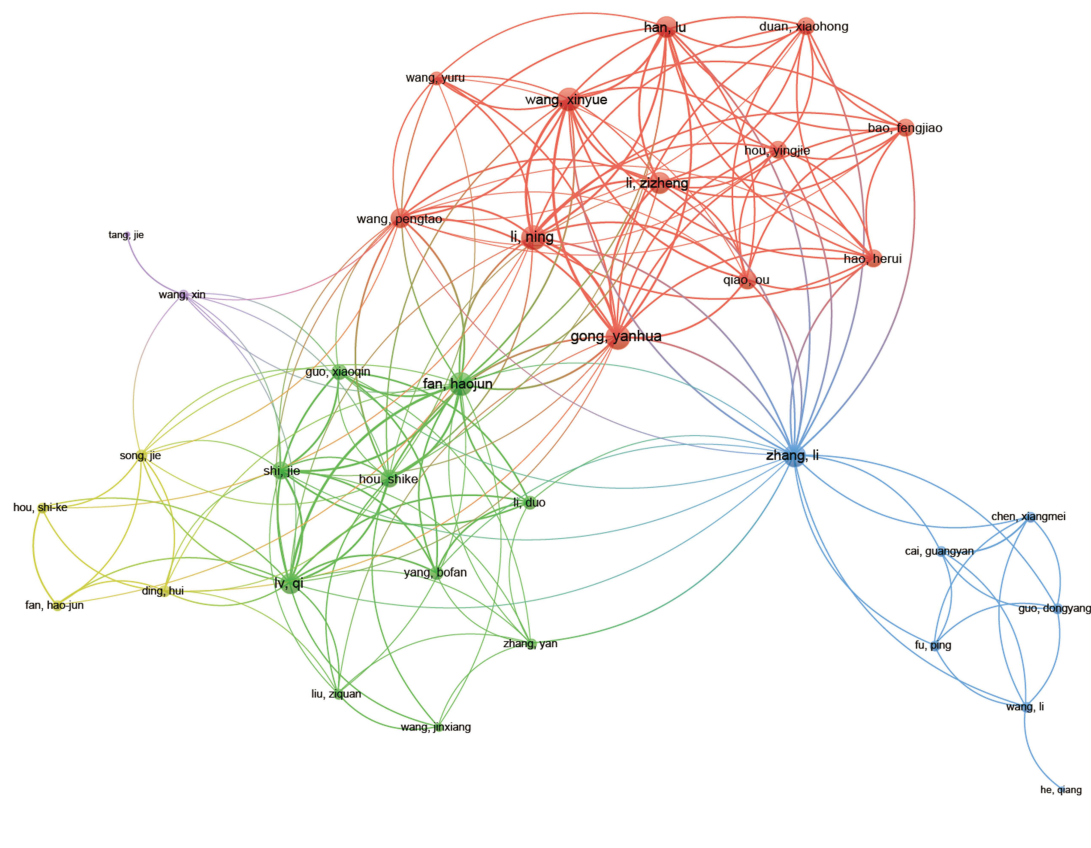 han, lu
duan, xiaohong
wang, yuru
wang, xinyue
bao, fengjiao
hou, yingjie
li, zizheng
wang, pengtao
tang, jie
li, ning
hao, herui
qiao, ou
wang, xin
gong, yanhua
guo, xiaoqin
fan, haojun
song, jie
zhang, li
shi, jie
hou, shike
li, duo
hou, shi-ke
chen, xiangmei
cai, guangyan
yang, bofan
lv, qi
ding, hui
fan, hao-jun
guo, dongyang
zhang, yan
fu, ping
liu, ziquan
wang, li
wang, jinxiang
he, qiang